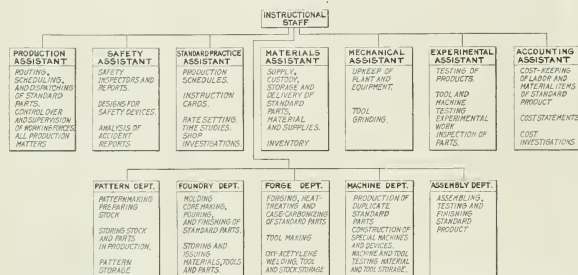 INSTRUCTIONAL
STAFF
PRODUCTION
ASSISTANT
ROUTING,
SCHEDULING,
AND DISPATCHING
OF STANDARD
PARTS.
CONTROL OVER
AND SUPERVISION
OF WORKING FORCES.
ALL PRODUCTION
MATTERS
SAFETY
ASSISTANT
SAFETY
INSPECTORS AND
REPORTS.
DESIGNS FOR
SAFETY DEVICES.
ANALYSIS OF
ACCIDENT
REPORTS
STANDARD PRACTICE
ASSISTANT
PRODUCTION
SCHEDULES.
INSTRUCTION
CARDS.
RATE SETTING.
TIME STUDIES.
SHOP
INVESTIGATIONS.
MATERIALS
ASSISTANT
SUPPLY,
CUSTODY,
STORAGE AND
DELIVERY OF
STANDARD
PARTS,
MATERIAL
AND SUPPLIES.
INVENTORY
MECHANICAL
ASSISTANT
UPKEEP OF
PLANT AND
EQUIPMENT.
TOOL
GRINDING.
EXPERIMENTAL
ASSISTANT
TESTING OF
PRODUCTS.
TOOL AND
MACHINE
TESTING
EXPERIMENTAL
WORK
INSPECTION OF
PARTS.
ACCOUNTING
ASSISTANT
COST-KEEPING
OF LABOR AND
MATERIAL ITEMS
OF STANDARD
PRODUCT
COST STATEMENTS.
COST
INVESTIGATIONS
PATTERN DEPT.
PATTERNMAKING
PREPARING
STOCK
STORING STOCK
AND PARTS
IN PRODUCTION.
PATTERN
STORAGE
FOUNDRY DEPT.
MOLDING
CORE MAKING,
POURING,
AND FINISHING OF
STANDARD PARTS.
STORING AND
ISSUING
MATERIALS, TOOLS
AND PARTS.
FORGE DEPT.
FORGING, HEAT-
TREATING AND
CASE-CARBONIZING
OF STANDARD PARTS
TOOL MAKING
OXY-ACETYLENE
WELDING, TOOL
AND STOCK STORAGE
MACHINE DEPT.
PRODUCTION OF
DUPLICATE
STANDARD
PARTS
CONSTRUCTION OF
SPECIAL MACHINES
AND DEVICES.
MACHINE AND TOOL
TESTING MATERIAL
AND TOOL STORAGE.
ASSEMBLY DEPT.
ASSEMBLING,
TESTING AND
FINISHING
STANDARD
PRODUCT